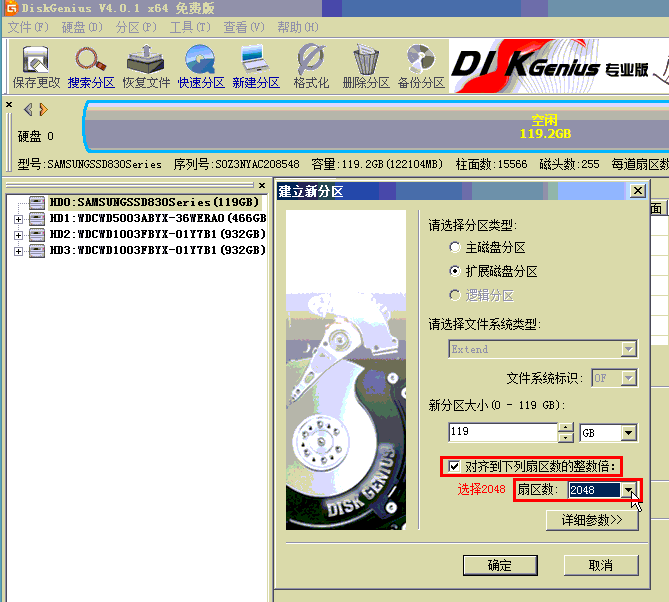 DiskGenius V4.0.1 x64 免费版
文件(F) 硬盘(D) 分区(P) 工具(T) 查看(V) 帮助(H)
保存更改 搜索分区 恢复文件 快速分区 新建分区 格式化 删除分区 备份分区
DISKGenius 专业版
硬盘 0
空闲
119.2GB
型号:SAMSUNGSSD830Series 序列号:S0Z3NYAC208548 容量:119.2GB(122104MB) 柱面数:15566 磁头数:255 每道扇区数
HD0:SAMSUNGSSD830Series(119GB)
HD1:WDCWD5003ABYX-36WERA0(466GB
HD2:WDCWD1003FBYX-01Y7B1(932GB)
HD3:WDCWD1003FBYX-01Y7B1(932GB)
建立新分区
面
请选择分区类型:
主磁盘分区
扩展磁盘分区
逻辑分区
请选择文件系统类型:
Extend
文件系统标识: 0F
新分区大小(0 - 119 GB):
119 GB
对齐到下列扇区数的整数倍:
选择2048 扇区数: 2048
详细参数>>
确定 取消
DISK GENIUS